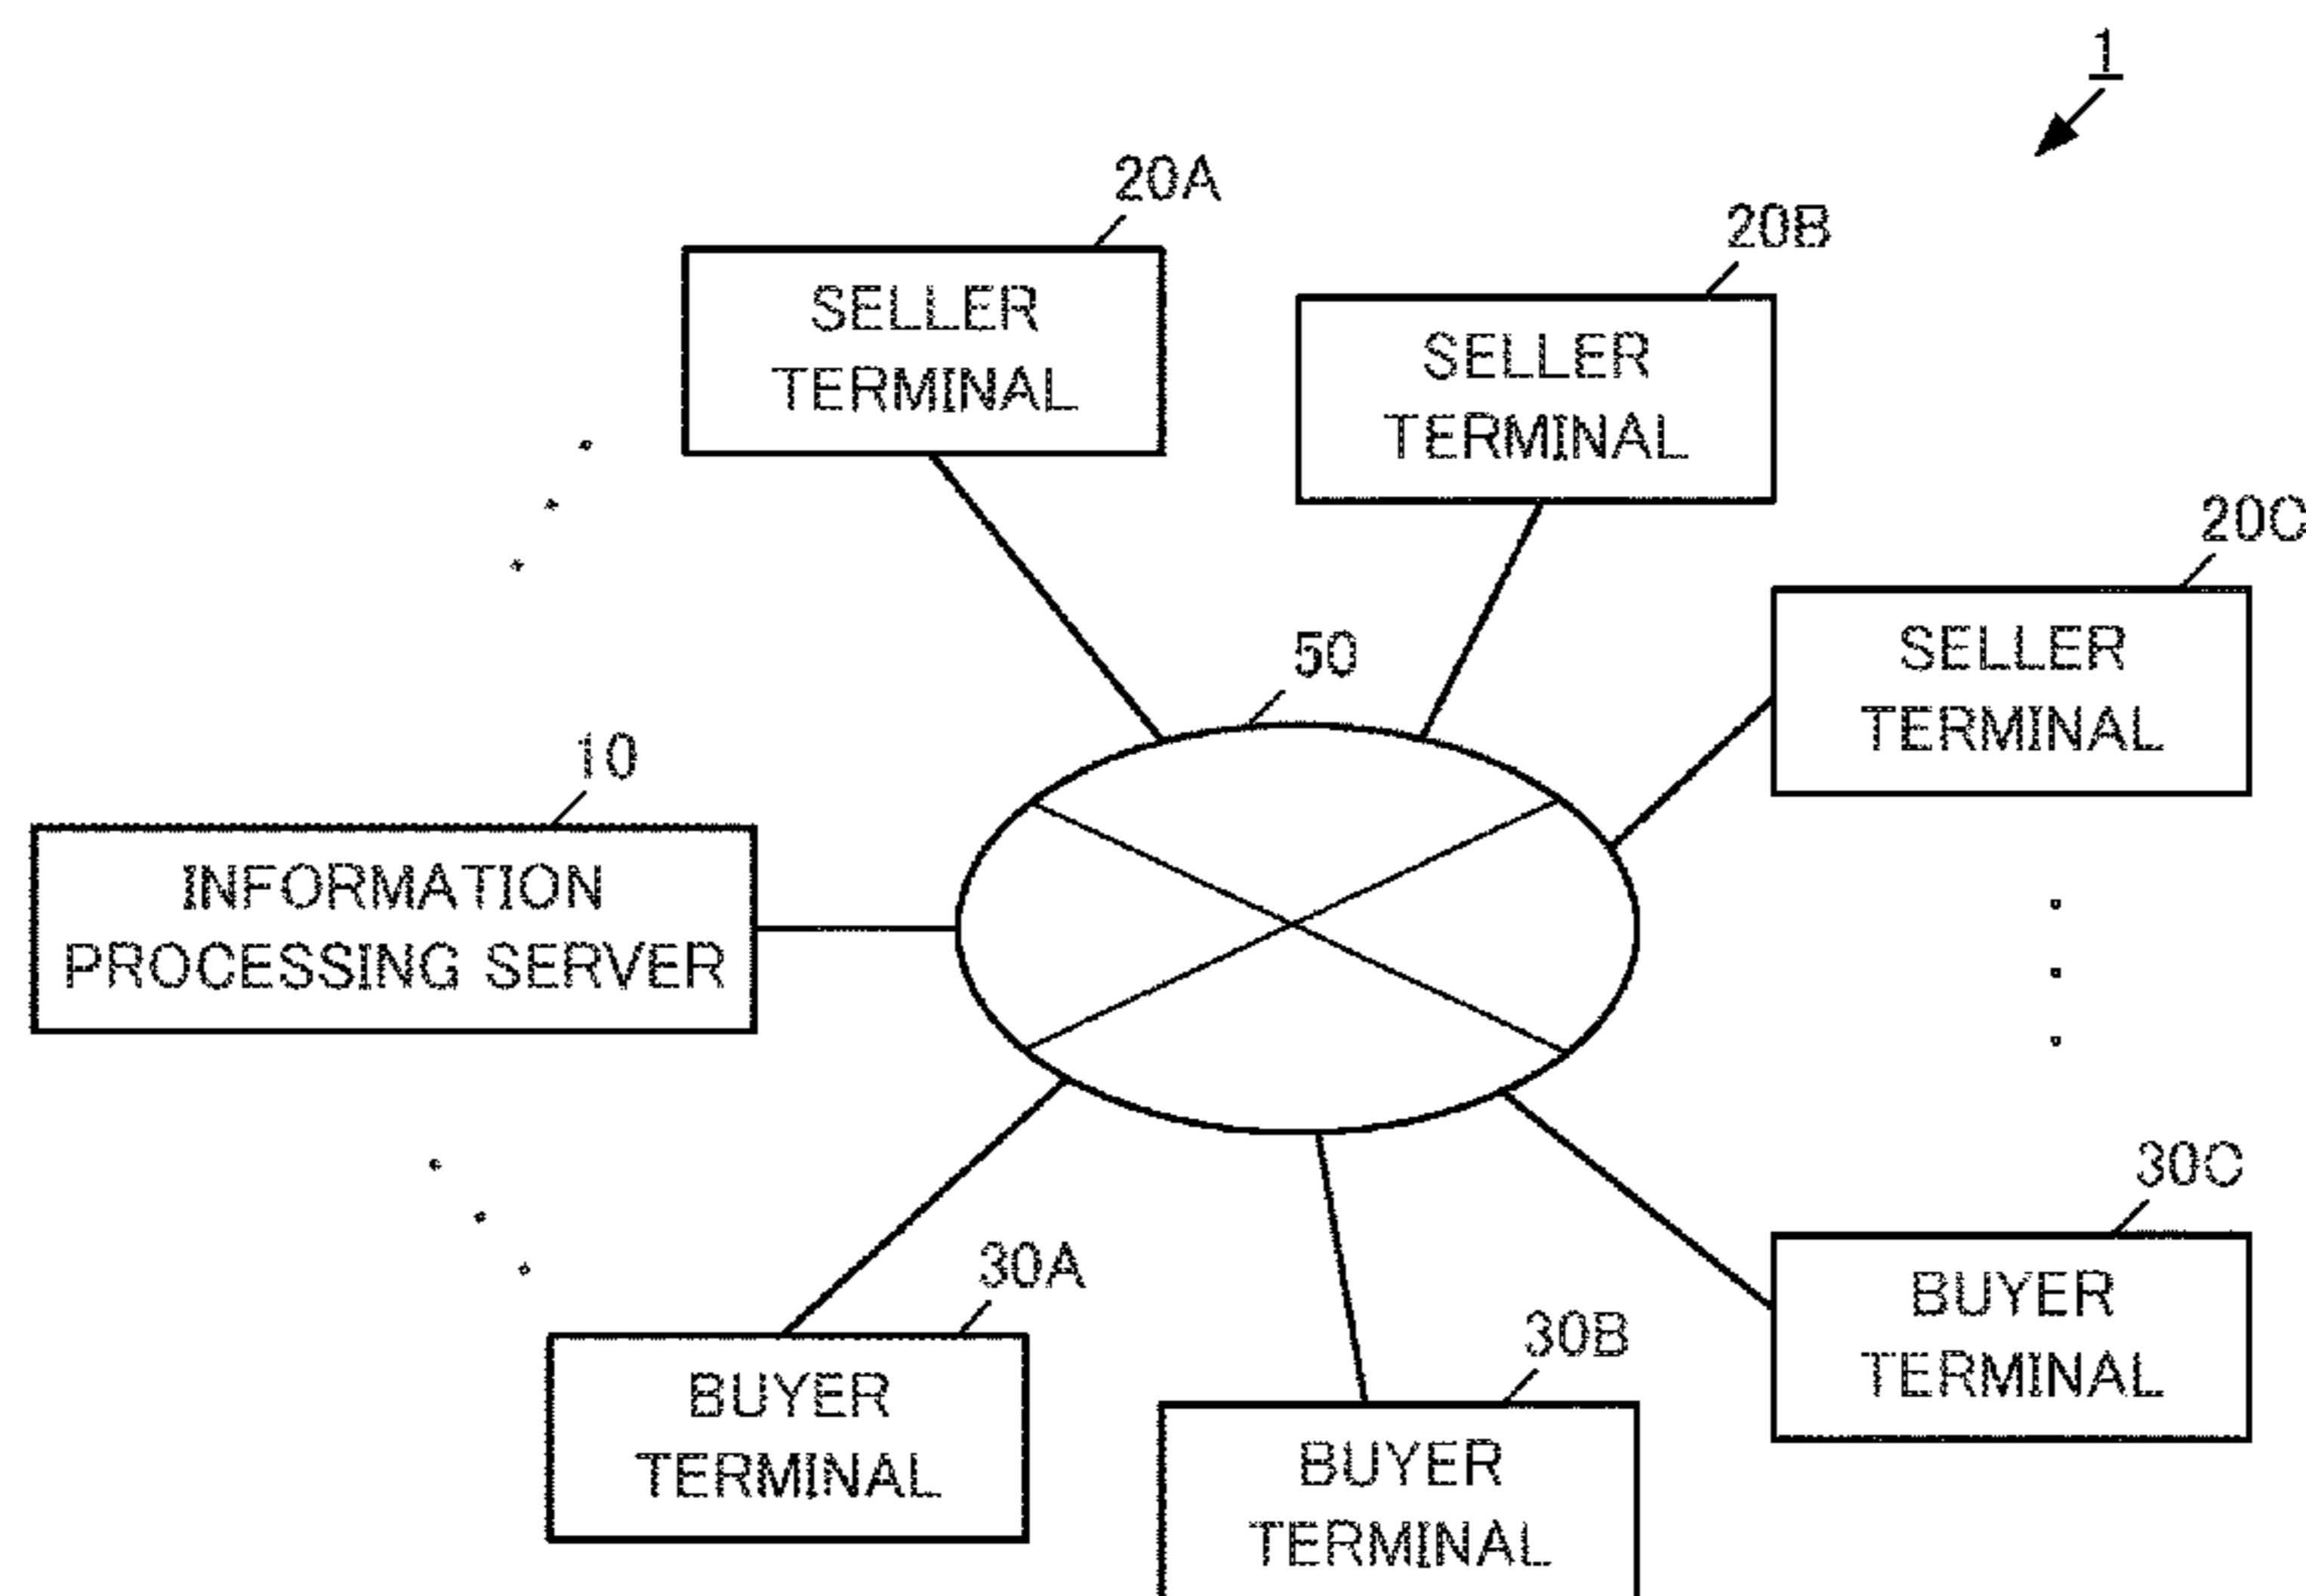 1
20A
SELLER
TERMINAL
20B
SELLER
TERMINAL
20C
SELLER
TERMINAL
50
10
INFORMATION
PROCESSING SERVER
30A
BUYER
TERMINAL
30B
BUYER
TERMINAL
30C
BUYER
TERMINAL